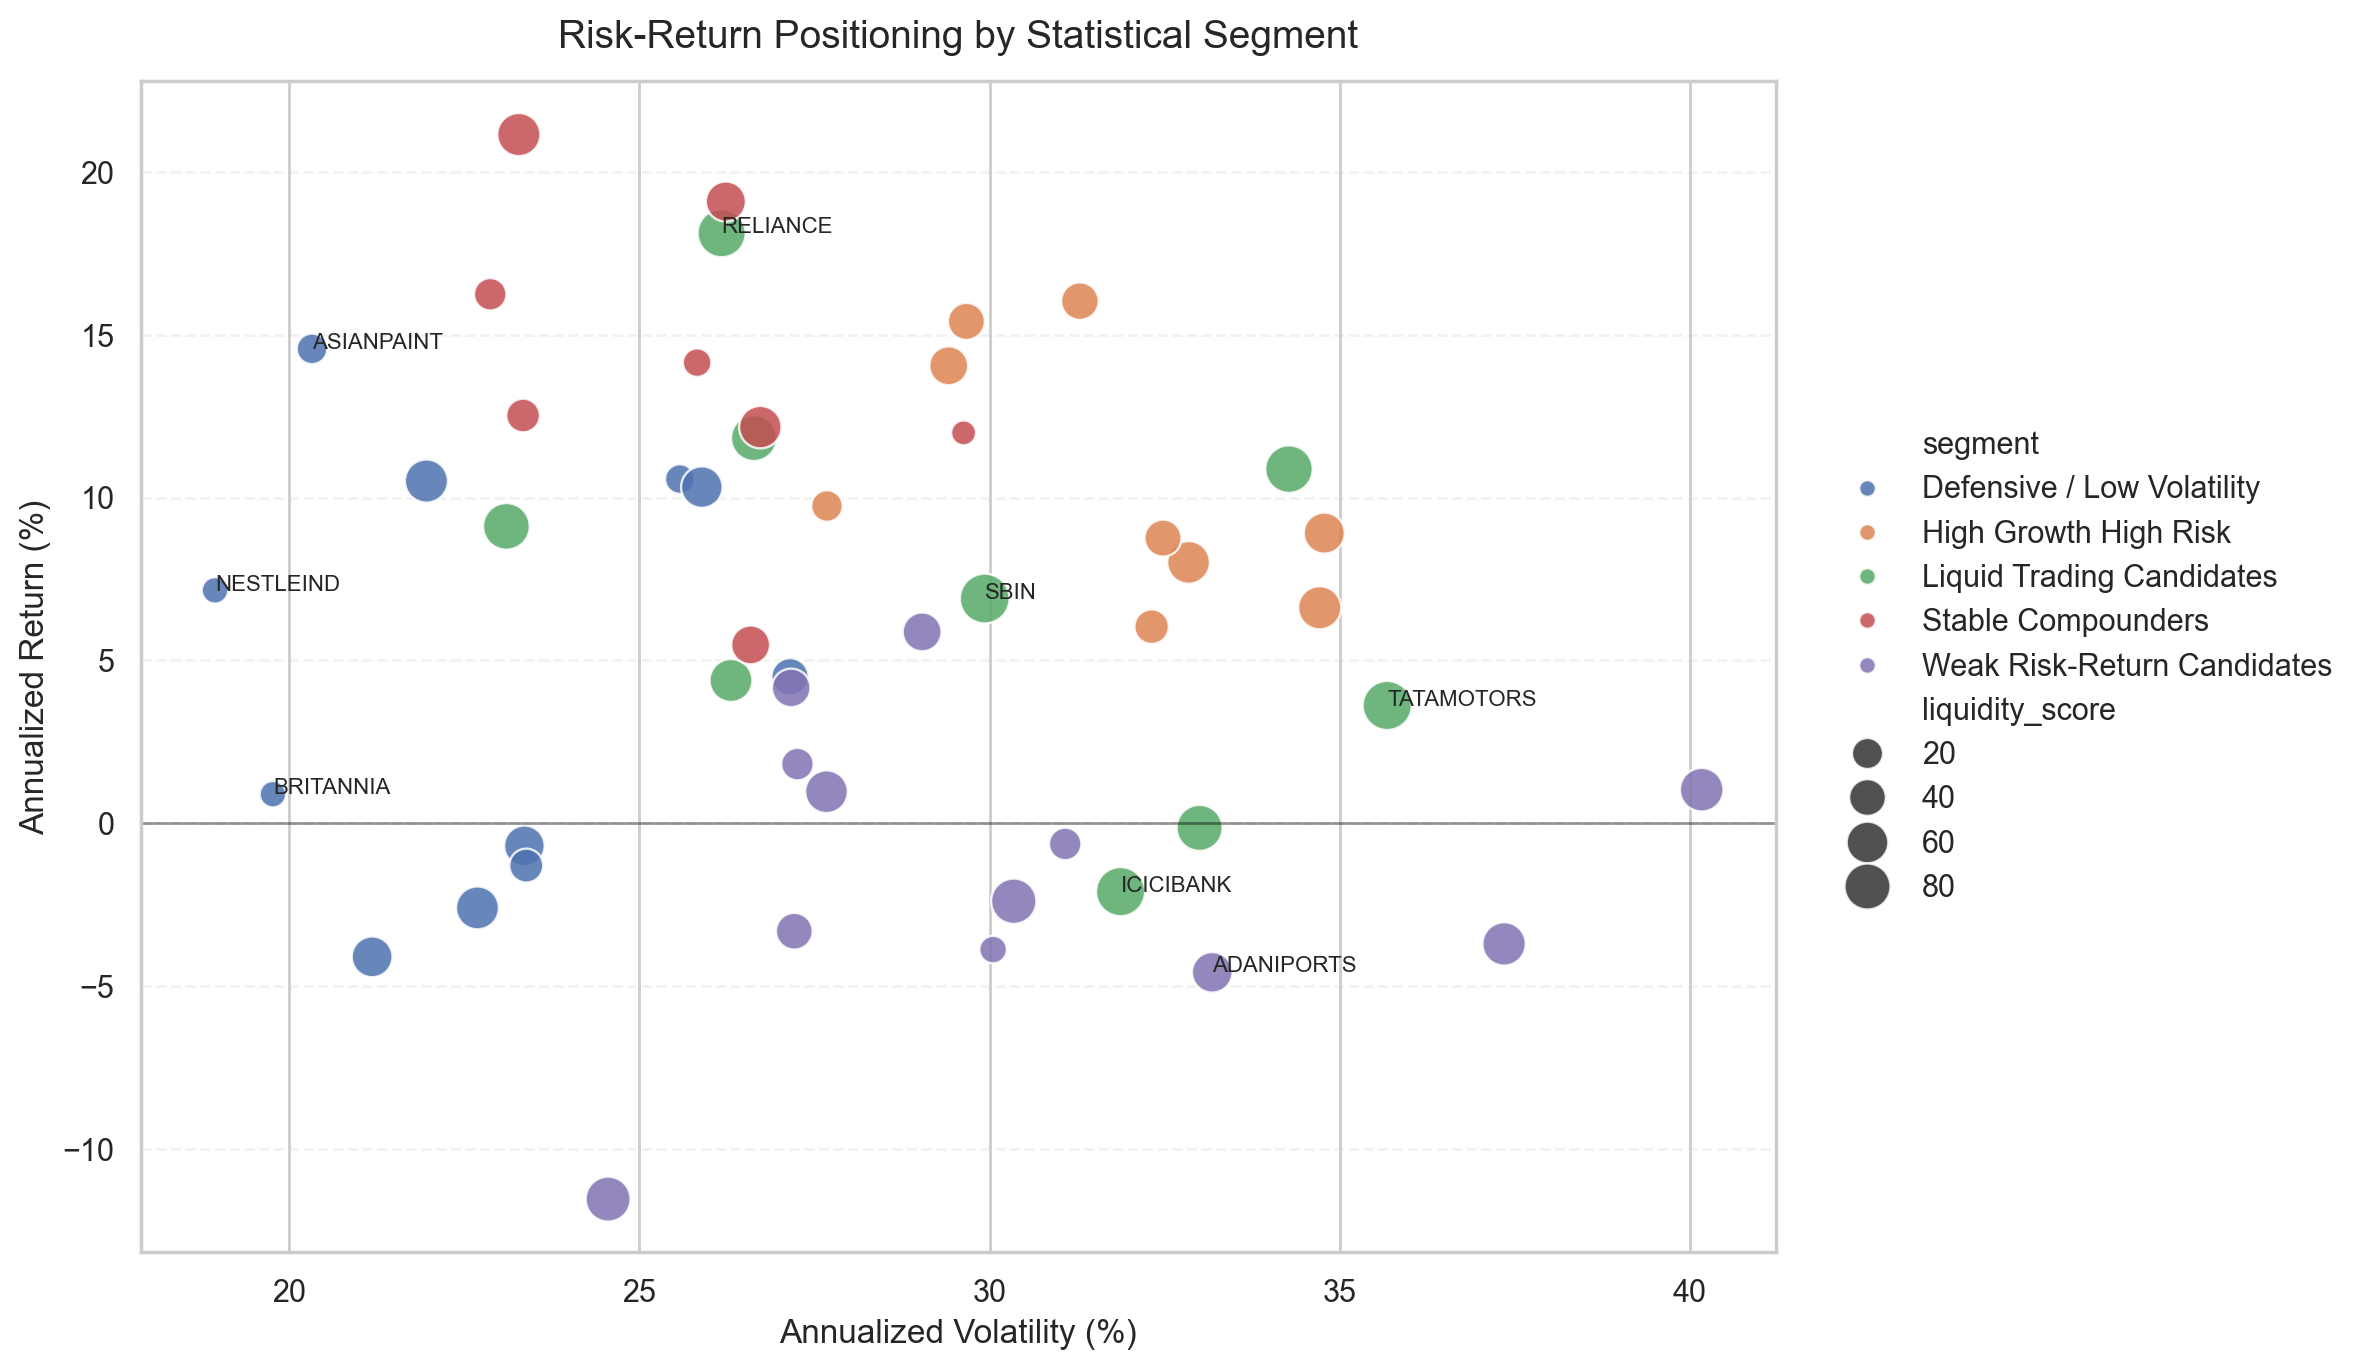 Risk-Return Positioning by Statistical Segment
Annualized Return (%)
20
15
10
5
0
−5
−10
RELIANCE
ASIANPAINT
NESTLEIND
SBIN
TATAMOTORS
BRITANNIA
ICICIBANK
ADANIPORTS
20
25
30
35
40
Annualized Volatility (%)
segment
Defensive / Low Volatility
High Growth High Risk
Liquid Trading Candidates
Stable Compounders
Weak Risk-Return Candidates
liquidity_score
20
40
60
80